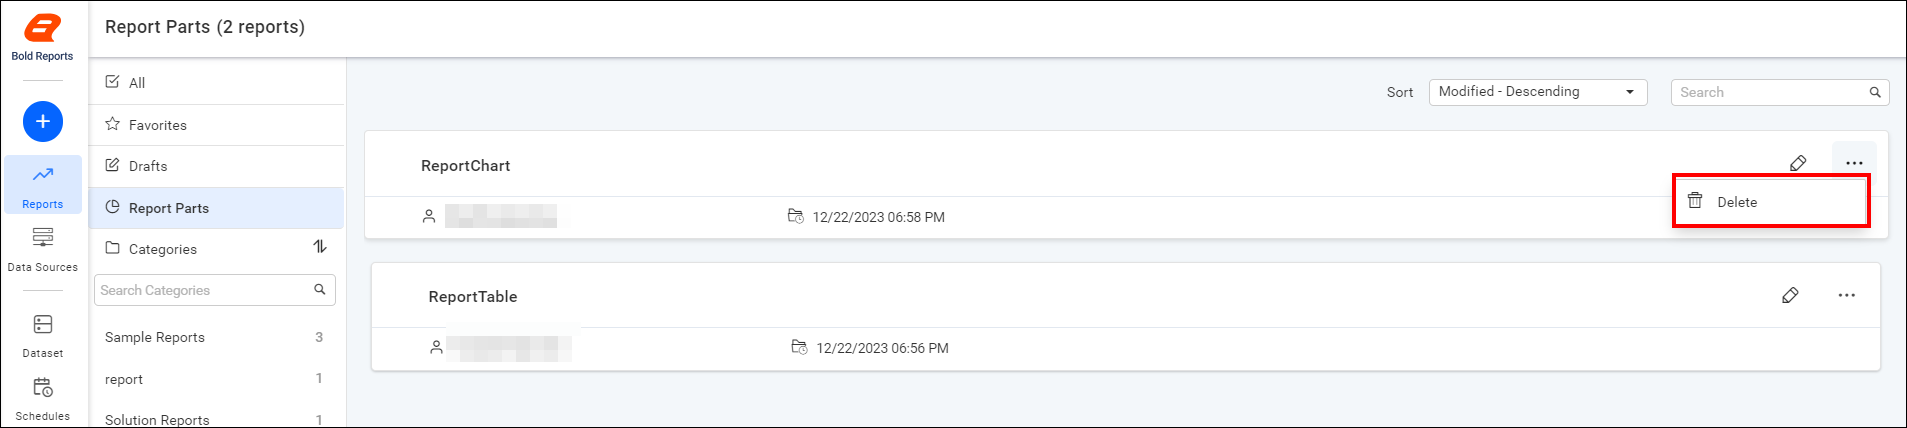 Bold Reports
Reports
Data Sources
Dataset
Schedules
Report Parts (2 reports)
All
Favorites
Drafts
Report Parts
Categories
Search Categories
Sample Reports 3
report 1
Solution Reports 1
Sort Modified - Descending Search
ReportChart
Delete
12/22/2023 06:58 PM
ReportTable
12/22/2023 06:56 PM